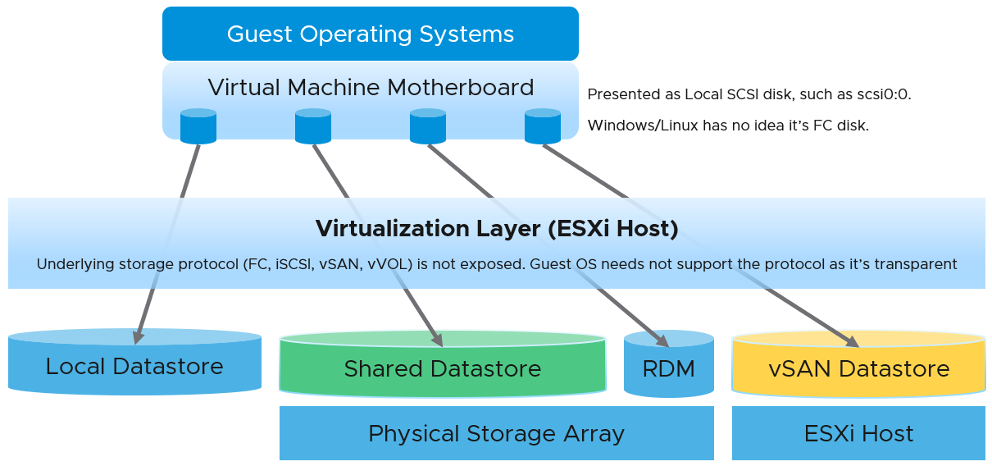 Guest Operating Systems
Virtual Machine Motherboard
Presented as Local SCSI disk, such as scsi0:0.
Windows/Linux has no idea it's FC disk.
Virtualization Layer (ESXi Host)
Underlying storage protocol (FC, iSCSI, vSAN, vVOL) is not exposed. Guest OS needs not support the protocol as it's transparent
Local Datastore
Shared Datastore
RDM
vSAN Datastore
Physical Storage Array
ESXi Host